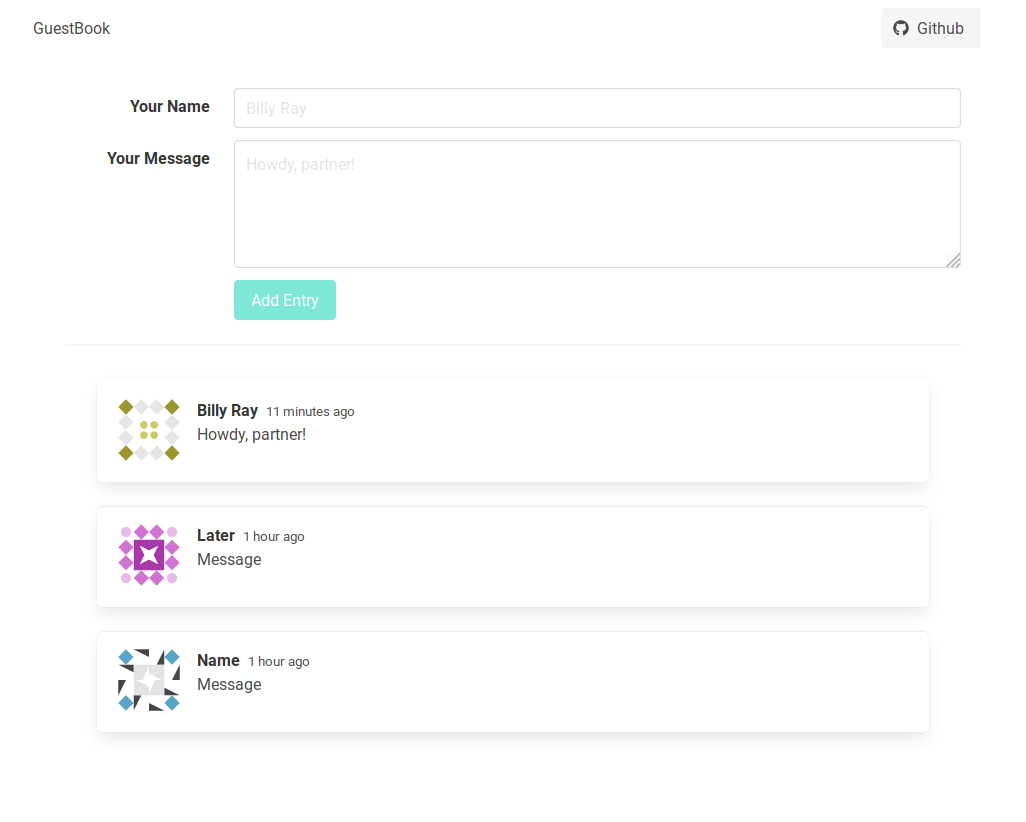 GuestBook
Github
Your Name
Billy Ray
Your Message
Howdy, partner!
Add Entry
Billy Ray 11 minutes ago
Howdy, partner!
Later 1 hour ago
Message
Name 1 hour ago
Message